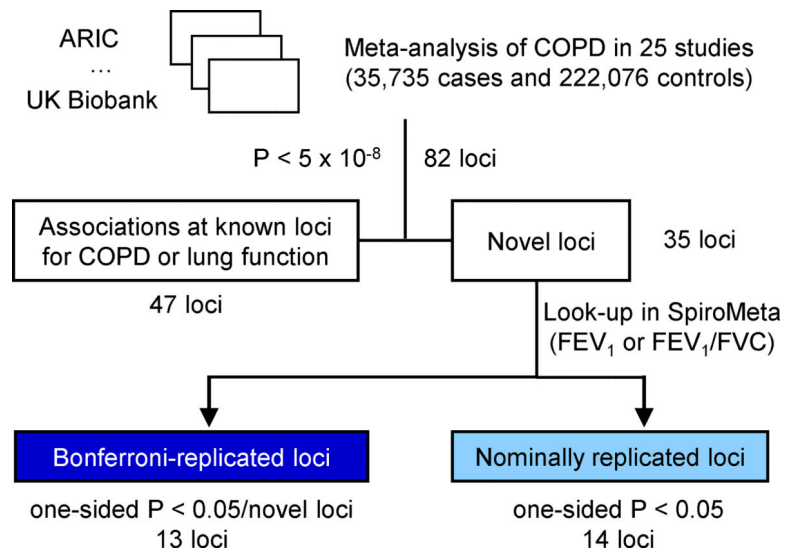 ARIC
...
UK Biobank
Meta-analysis of COPD in 25 studies
(35,735 cases and 222,076 controls)
P < 5 x 10⁻⁸
82 loci
Associations at known loci
for COPD or lung function
47 loci
Novel loci
35 loci
Look-up in SpiroMeta
(FEV₁ or FEV₁/FVC)
Bonferroni-replicated loci
one-sided P < 0.05/novel loci
13 loci
Nominally replicated loci
one-sided P < 0.05
14 loci